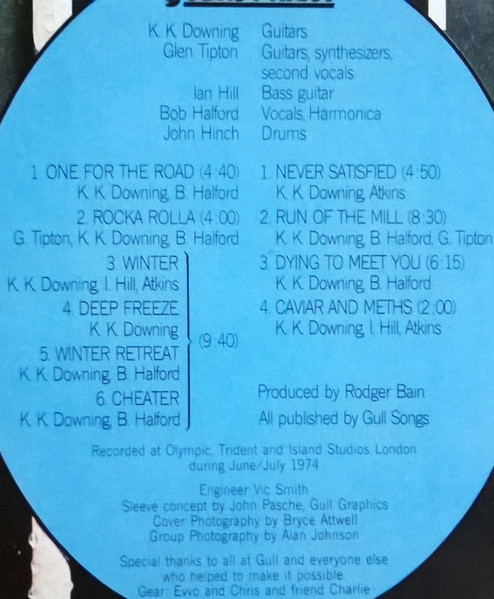 K. K. Downing Guitars
Glen Tipton Guitars, synthesizers,
second vocals
Ian Hill Bass guitar
Bob Halford Vocals, Harmonica
John Hinch Drums
1. ONE FOR THE ROAD (4:40)
K. K. Downing, B. Halford
2. ROCKA ROLLA (4:00)
G. Tipton, K. K. Downing, B. Halford
3. WINTER
K. K. Downing, I. Hill, Atkins
4. DEEP FREEZE
K. K. Downing
5. WINTER RETREAT
K. K. Downing, B. Halford
6. CHEATER
K. K. Downing, B. Halford
(9:40)
1. NEVER SATISFIED (4:50)
K. K. Downing, Atkins
2. RUN OF THE MILL (8:30)
K. K. Downing, B. Halford, G. Tipton
3. DYING TO MEET YOU (6:15)
K. K. Downing, B. Halford
4. CAVIAR AND METHS (2:00)
K. K. Downing, I. Hill, Atkins
Produced by Rodger Bain
All published by Gull Songs
Recorded at Olympic, Trident and Island Studios London
during June/July 1974
Engineer Vic Smith
Sleeve concept by John Pasche, Gull Graphics
Cover Photography by Bryce Attwell
Group Photography by Alan Johnson
Special thanks to all at Gull and everyone else
who helped to make it possible.
Gear: Evvo and Chris and friend Charlie